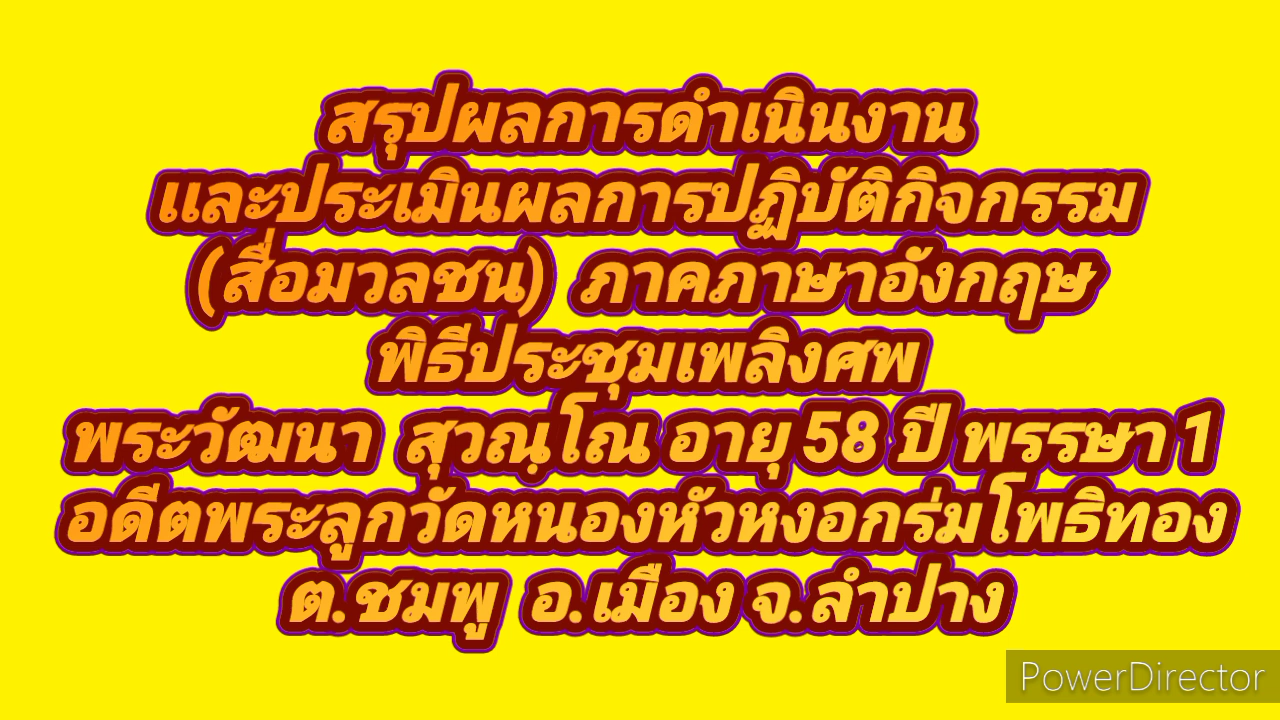 สรุปผลการดำเนินงาน
และประเมินผลการปฏิบัติกิจกรรม
(สื่อมวลชน) ภาคภาษาอังกฤษ
พิธีประชุมเพลิงศพ
พระวัฒนา สุวณฺโณ อายุ 58 ปี พรรษา 1
อดีตพระลูกวัดหนองหัวหงอกร่มโพธิทอง
ต.ชมพู อ.เมือง จ.ลำปาง
PowerDirector